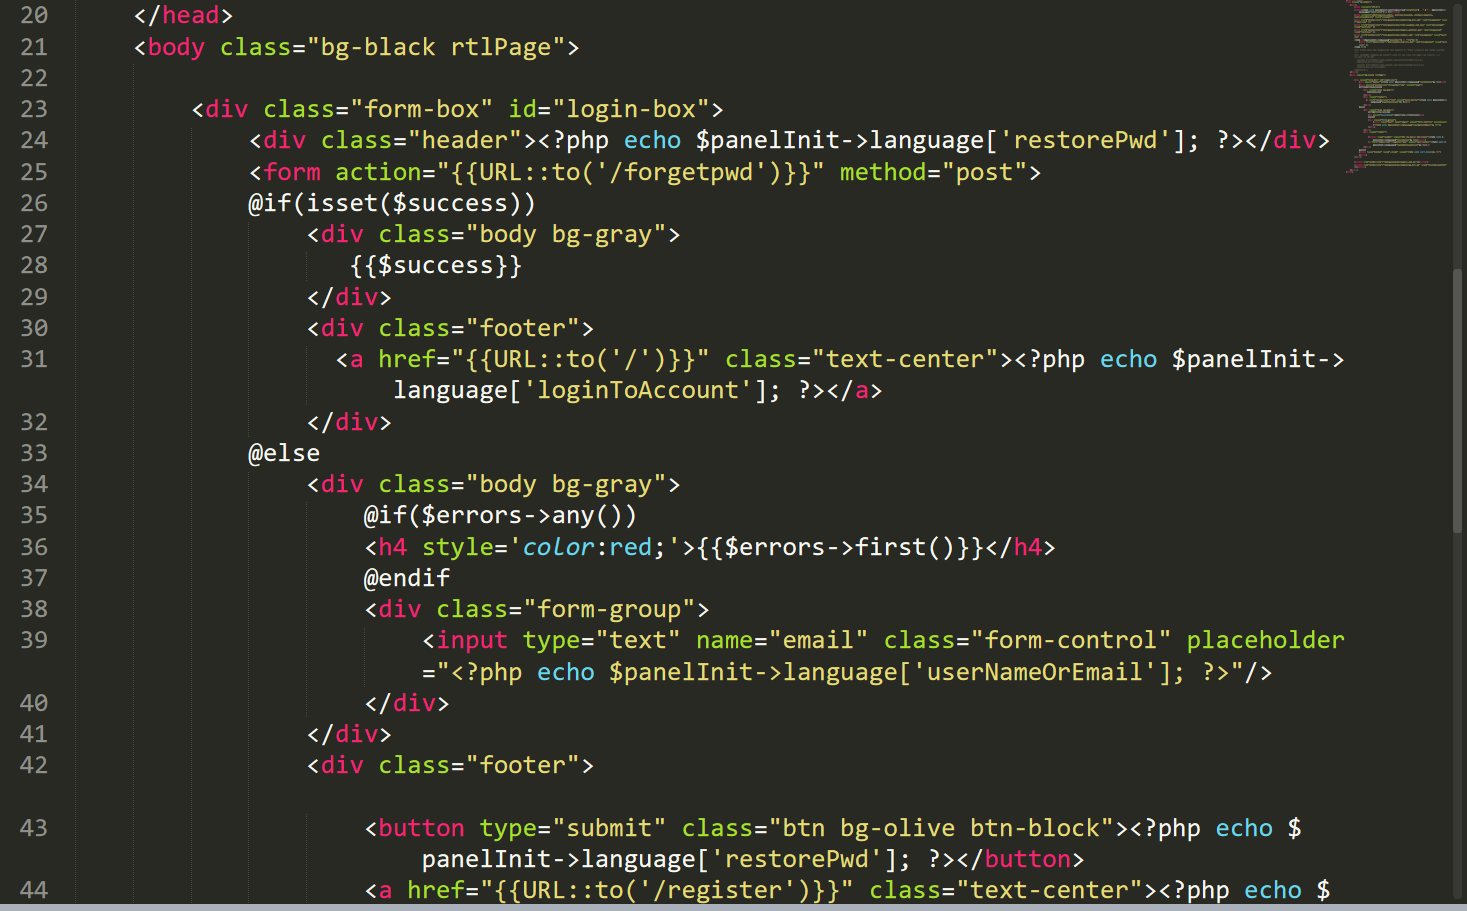 20 </head>
21 <body class="bg-black rtlPage">
22
23 <div class="form-box" id="login-box">
24 <div class="header"><?php echo $panelInit->language['restorePwd']; ?></div>
25 <form action="{{URL::to('/forgetpwd')}}" method="post">
26 @if(isset($success))
27 <div class="body bg-gray">
28 {{$success}}
29 </div>
30 <div class="footer">
31 <a href="{{URL::to('/')}}" class="text-center"><?php echo $panelInit->
language['loginToAccount']; ?></a>
32 </div>
33 @else
34 <div class="body bg-gray">
35 @if($errors->any())
36 <h4 style='color:red;'>{{$errors->first()}}</h4>
37 @endif
38 <div class="form-group">
39 <input type="text" name="email" class="form-control" placeholder
="<?php echo $panelInit->language['userNameOrEmail']; ?>"/>
40 </div>
41 </div>
42 <div class="footer">
43 <button type="submit" class="btn bg-olive btn-block"><?php echo $
panelInit->language['restorePwd']; ?></button>
44 <a href="{{URL::to('/register')}}" class="text-center"><?php echo $